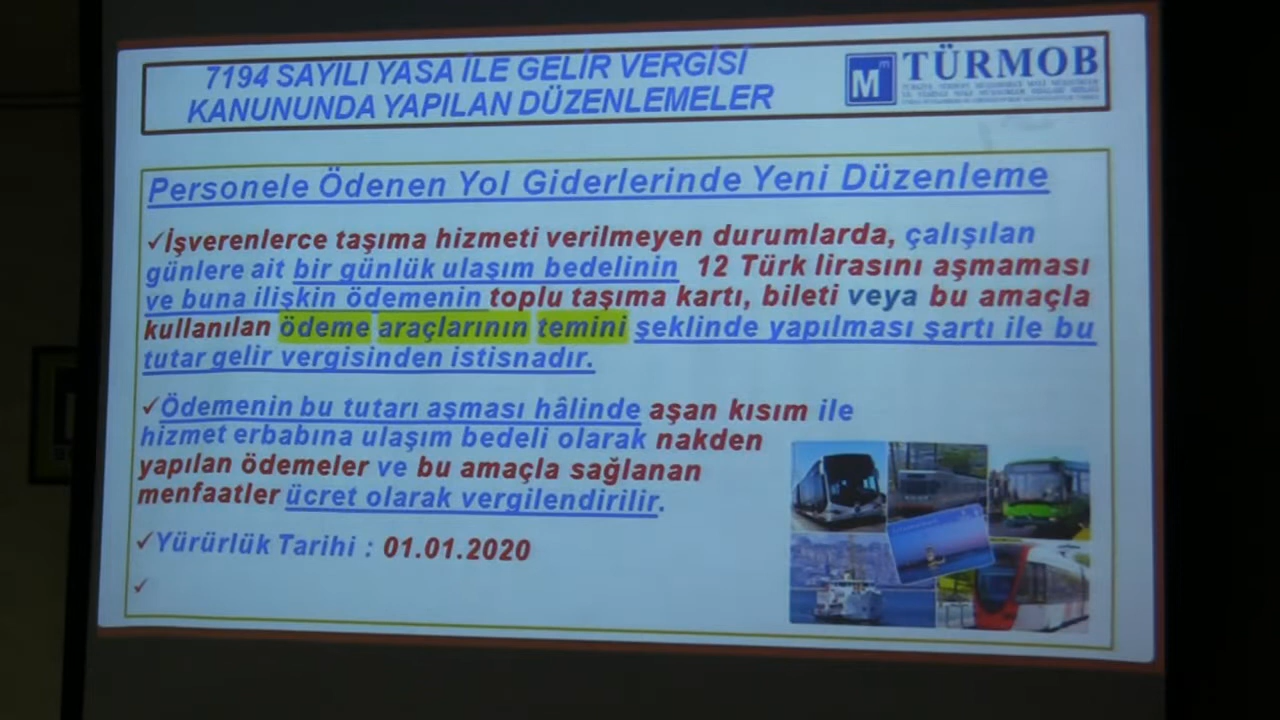 7194 SAYILI YASA İLE GELİR VERGİSİ
KANUNUNDA YAPILAN DÜZENLEMELER
TÜRMOB
Personele Ödenen Yol Giderlerinde Yeni Düzenleme
✓İşverenlerce taşıma hizmeti verilmeyen durumlarda, çalışılan
günlere ait bir günlük ulaşım bedelinin 12 Türk lirasını aşmaması
ve buna ilişkin ödemenin toplu taşıma kartı, bileti veya bu amaçla
kullanılan ödeme araçlarının temini şeklinde yapılması şartı ile bu
tutar gelir vergisinden istisnadır.
✓Ödemenin bu tutarı aşması hâlinde aşan kısım ile
hizmet erbabına ulaşım bedeli olarak nakden
yapılan ödemeler ve bu amaçla sağlanan
menfaatler ücret olarak vergilendirilir.
✓Yürürlük Tarihi : 01.01.2020
✓